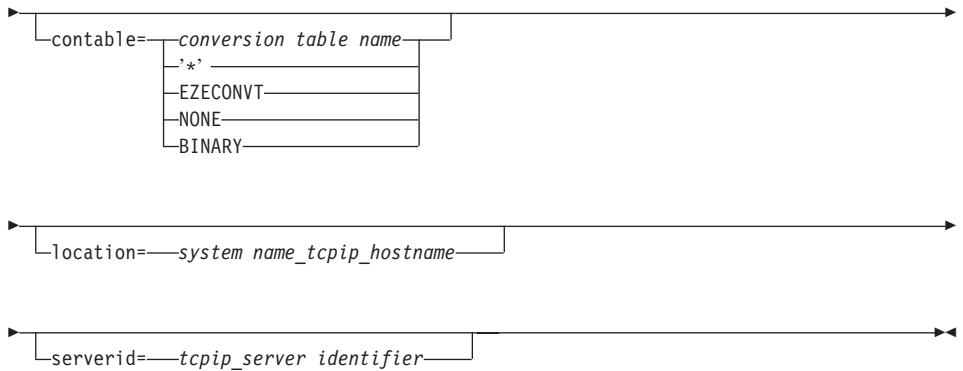 contable= conversion table name
'*'
EZECONVT
NONE
BINARY
location= system name_tcpip_hostname
serverid= tcpip_server identifier